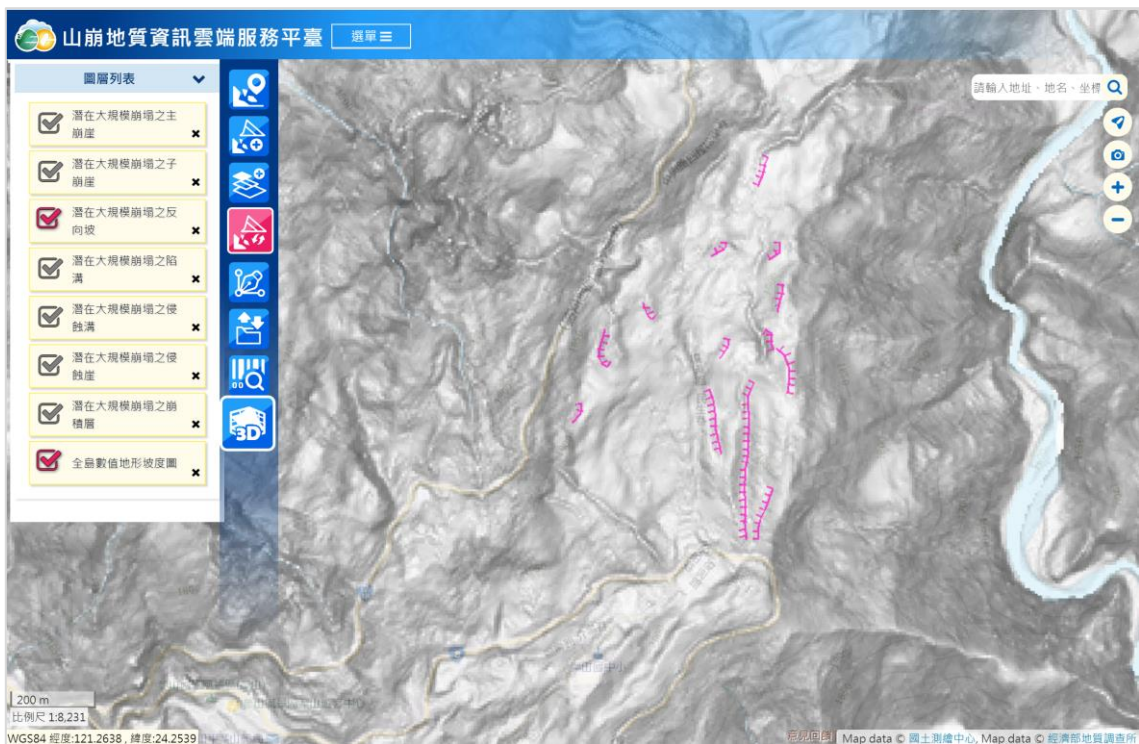 山崩地質資訊雲端服務平臺
選單
圖層列表
潛在大規模崩塌之主
崩崖
潛在大規模崩塌之子
崩崖
潛在大規模崩塌之反
向坡
潛在大規模崩塌之陷
溝
潛在大規模崩塌之侵
蝕溝
潛在大規模崩塌之侵
蝕崖
潛在大規模崩塌之崩
積層
全島數值地形坡度圖
3D
請輸入地址、地名、坐標
200 m
比例尺 1:8,231
WGS84 經度:121.2638 , 緯度:24.2539
意見回饋
Map data © 國土測繪中心, Map data © 經濟部地質調查所